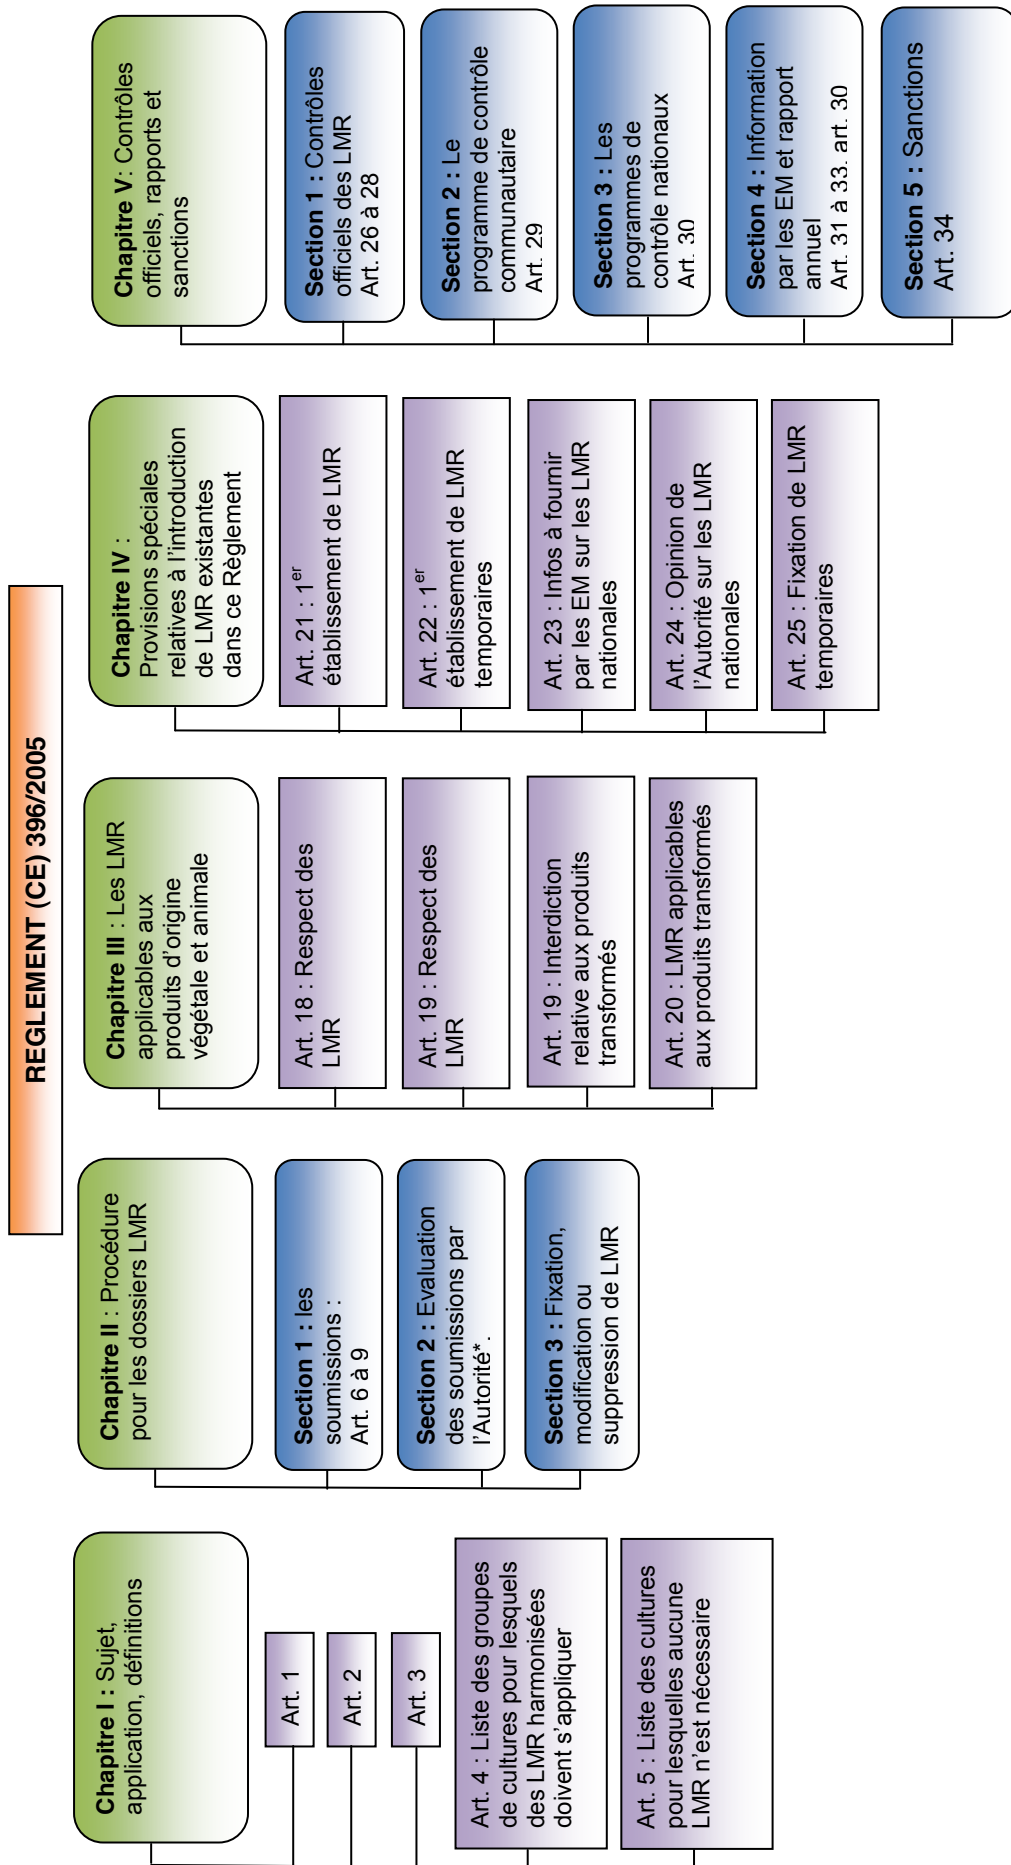 REGLEMENT (CE) 396/2005
Chapitre I : Sujet,
application, définitions
Art. 1
Art. 2
Art. 3
Art. 4 : Liste des groupes
de cultures pour lesquels
des LMR harmonisées
doivent s’appliquer
Art. 5 : Liste des cultures
pour lesquelles aucune
LMR n’est nécessaire
Chapitre II : Procédure
pour les dossiers LMR
Section 1 : les
soumissions :
Art. 6 à 9
Section 2 : Evaluation
des soumissions par
l’Autorité*.
Section 3 : Fixation,
modification ou
suppression de LMR
Chapitre III : Les LMR
applicables aux
produits d’origine
végétale et animale
Art. 18 : Respect des
LMR
Art. 19 : Respect des
LMR
Art. 19 : Interdiction
relative aux produits
transformés
Art. 20 : LMR applicables
aux produits transformés
Chapitre IV :
Provisions spéciales
relatives à l’introduction
de LMR existantes
dans ce Règlement
Art. 21 : 1er
établissement de LMR
Art. 22 : 1er
établissement de LMR
temporaires
Art. 23 : Infos à fournir
par les EM sur les LMR
nationales
Art. 24 : Opinion de
l’Autorité sur les LMR
nationales
Art. 25 : Fixation de LMR
temporaires
Chapitre V: Contrôles
officiels, rapports et
sanctions
Section 1 : Contrôles
officiels des LMR
Art. 26 à 28
Section 2 : Le
programme de contrôle
communautaire
Art. 29
Section 3 : Les
programmes de
contrôle nationaux
Art. 30
Section 4 : Information
par les EM et rapport
annuel
Art. 31 à 33. art. 30
Section 5 : Sanctions
Art. 34